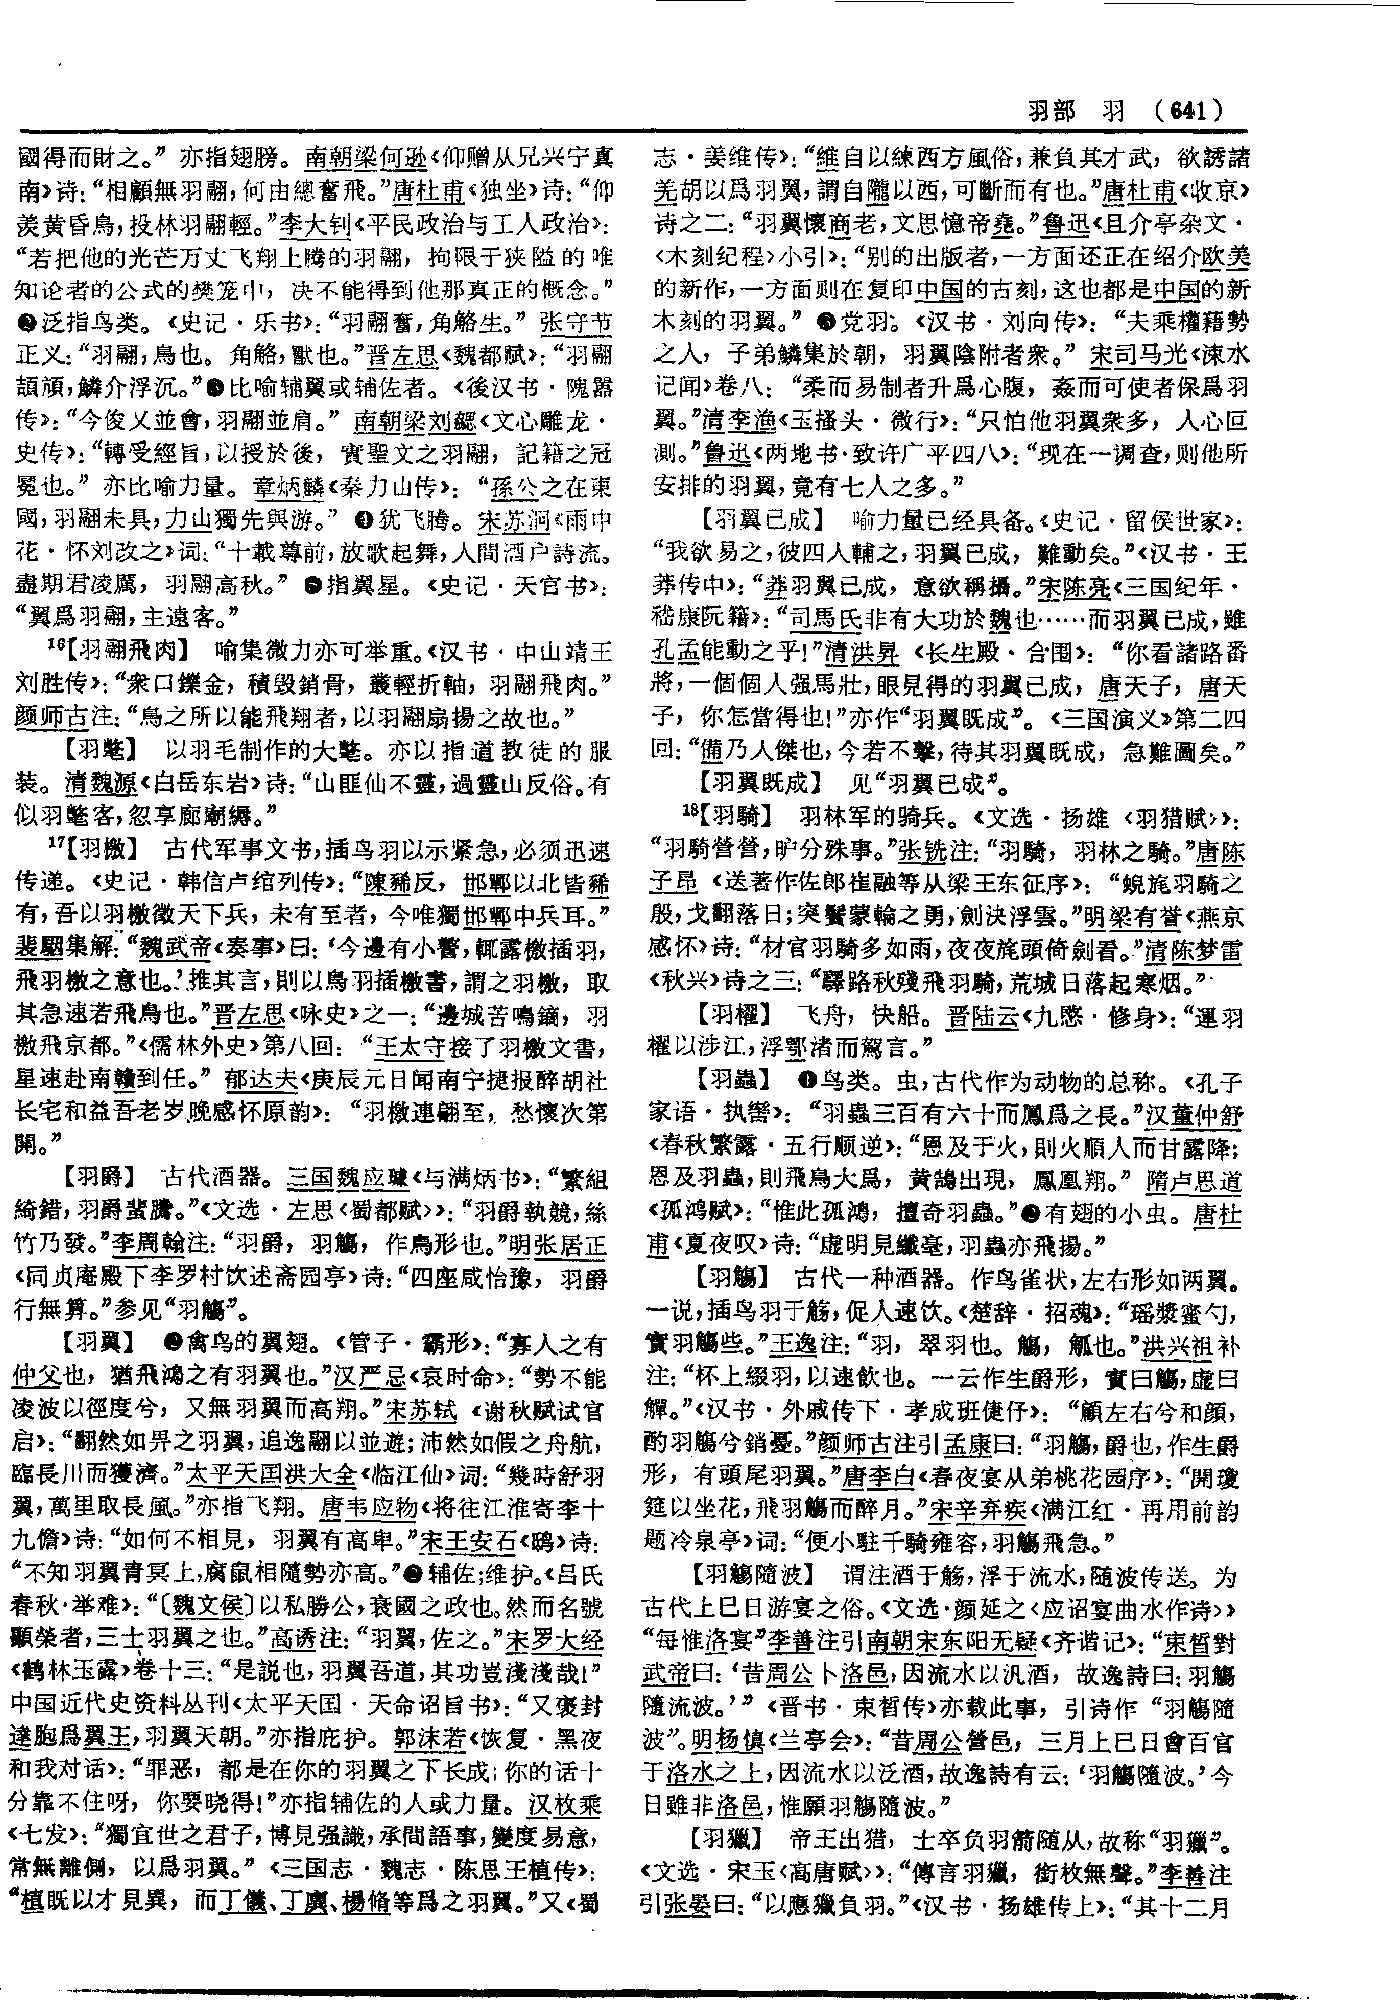 羽部　羽　（641）
國得而財之。”亦指翅膀。南朝梁何逊《仰赠从兄兴宁真
南》诗：“相顧無羽翮，何由總奮飛。”唐杜甫《独坐》诗：“仰
羡黄昏鳥，投林羽翮輕。”李大钊《平民政治与工人政治》：
“若把他的光芒万丈飞翔上腾的羽翮，拘限于狭隘的唯
知论者的公式的樊笼中，决不能得到他那真正的概念。”
❷泛指鸟类。《史记·乐书》：“羽翮奮，角觡生。”张守节
正义：“羽翮，鳥也。角觡，獸也。”晋左思《魏都赋》：“羽翮
頡頏，鱗介浮沉。”❸比喻辅翼或辅佐者。《後汉书·隗嚣
传》：“今俊乂並會，羽翮並肩。”南朝梁刘勰《文心雕龙·
史传》：“轉受經旨，以授於後，實聖文之羽翮，記籍之冠
冕也。”亦比喻力量。章炳麟《秦力山传》：“孫公之在東
國，羽翮未具，力山獨先與游。”❹犹飞腾。宋苏泂《雨中
花·怀刘改之》词：“十載尊前，放歌起舞，人間酒户詩流。
盡期君凌厲，羽翮高秋。”❺指翼星。《史记·天官书》：
“翼爲羽翮，主遠客。”
16【羽翮飛肉】　喻集微力亦可举重。《汉书·中山靖王
刘胜传》：“衆口鑠金，積毁銷骨，叢輕折軸，羽翮飛肉。”
颜师古注：“鳥之所以能飛翔者，以羽翮扇揚之故也。”
【羽氅】　以羽毛制作的大氅。亦以指道教徒的服
装。清魏源《白岳东岩》诗：“山匪仙不靈，過靈山反俗。有
似羽氅客，忽享廊廟縟。”
17【羽檄】　古代军事文书，插鸟羽以示紧急，必须迅速
传递。《史记·韩信卢绾列传》：“陳豨反，邯鄲以北皆豨
有，吾以羽檄徵天下兵，未有至者，今唯獨邯鄲中兵耳。”
裴駰集解：“魏武帝《奏事》曰：‘今邊有小警，輒露檄插羽，
飛羽檄之意也。’推其言，則以鳥羽插檄書，謂之羽檄，取
其急速若飛鳥也。”晋左思《咏史》之一：“邊城苦鳴鏑，羽
檄飛京都。”《儒林外史》第八回：“王太守接了羽檄文書，
星速赴南贛到任。”郁达夫《庚辰元日闻南宁捷报醉胡社
长宅和益吾老岁晚感怀原韵》：“羽檄連翩至，愁懷次第
開。”
【羽爵】　古代酒器。三国魏应璩《与满炳书》：“繁組
綺錯，羽爵蜚騰。”《文选·左思〈蜀都赋〉》：“羽爵執競，絲
竹乃發。”李周翰注：“羽爵，羽觴，作鳥形也。”明张居正
《同贞庵殿下李罗村饮述斋园亭》诗：“四座咸怡豫，羽爵
行無算。”参见“羽觴”。
【羽翼】　❶禽鸟的翼翅。《管子·霸形》：“寡人之有
仲父也，猶飛鴻之有羽翼也。”汉严忌《哀时命》：“勢不能
凌波以徑度兮，又無羽翼而高翔。”宋苏轼《谢秋赋试官
启》：“翻然如畀之羽翼，追逸翮以並遊；沛然如假之舟航，
臨長川而獲濟。”太平天囯洪大全《临江仙》词：“幾時舒羽
翼，萬里取長風。”亦指飞翔。唐韦应物《将往江淮寄李十
九儋》诗：“如何不相見，羽翼有高卑。”宋王安石《鸱》诗：
“不知羽翼青冥上，腐鼠相隨勢亦高。”❷辅佐；维护。《吕氏
春秋·举难》：“〔魏文侯〕以私勝公，衰國之政也。然而名號
顯榮者，三士羽翼之也。”高诱注：“羽翼，佐之。”宋罗大经
《鹤林玉露》卷十三：“是説也，羽翼吾道，其功豈淺淺哉！”
中国近代史资料丛刊《太平天国·天命诏旨书》：“又褒封
達胞爲翼王，羽翼天朝。”亦指庇护。郭沫若《恢复·黑夜
和我对话》：“罪恶，都是在你的羽翼之下长成；你的话十
分靠不住呀，你要晓得！”亦指辅佐的人或力量。汉枚乘
《七发》：“獨宜世之君子，博見强識，承間語事，變度易意，
常無離側，以爲羽翼。”《三国志·魏志·陈思王植传》：
“植既以才見異，而丁儀、丁廙、楊脩等爲之羽翼。”又《蜀
志·姜维传》：“維自以練西方風俗，兼負其才武，欲誘諸
羌胡以爲羽翼，謂自隴以西，可斷而有也。”唐杜甫《收京》
诗之二：“羽翼懷商老，文思憶帝堯。”鲁迅《且介亭杂文·
〈木刻纪程〉小引》：“别的出版者，一方面还正在绍介欧美
的新作，一方面则在复印中国的古刻，这也都是中国的新
木刻的羽翼。”❸党羽。《汉书·刘向传》：“夫乘權藉勢
之人，子弟鱗集於朝，羽翼陰附者衆。”宋司马光《涑水
记闻》卷八：“柔而易制者升爲心腹，姦而可使者保爲羽
翼。”清李渔《玉搔头·微行》：“只怕他羽翼衆多，人心叵
測。”鲁迅《两地书·致许广平四八》：“现在一调查，则他所
安排的羽翼，竟有七人之多。”
【羽翼已成】　喻力量已经具备。《史记·留侯世家》：
“我欲易之，彼四人輔之，羽翼已成，難動矣。”《汉书·王
莽传中》：“莽羽翼已成，意欲稱攝。”宋陈亮《三国纪年·
嵇康阮籍》：“司馬氏非有大功於魏也……而羽翼已成，雖
孔孟能動之乎！”清洪昇《长生殿·合围》：“你看諸路番
將，一個個人强馬壯，眼見得的羽翼已成，唐天子，唐天
子，你怎當得也！”亦作“羽翼既成”。《三国演义》第二四
回：“備乃人傑也，今若不擊，待其羽翼既成，急難圖矣。”
【羽翼既成】　见“羽翼已成”。
18【羽騎】　羽林军的骑兵。《文选·扬雄〈羽猎赋〉》：
“羽騎營營，昈分殊事。”张铣注：“羽騎，羽林之騎。”唐陈
子昂《送著作佐郎崔融等从梁王东征序》：“蜺旄羽騎之
殷，戈翻落日；突鬢蒙輪之勇，劍決浮雲。”明梁有誉《燕京
感怀》诗：“材官羽騎多如雨，夜夜旄頭倚劍看。”清陈梦雷
《秋兴》诗之三：“驛路秋殘飛羽騎，荒城日落起寒烟。”
【羽櫂】　飞舟，快船。晋陆云《九愍·修身》：“運羽
櫂以涉江，浮鄂渚而駕言。”
【羽蟲】　❶鸟类。虫，古代作为动物的总称。《孔子
家语·执辔》：“羽蟲三百有六十而鳳爲之長。”汉董仲舒
《春秋繁露·五行顺逆》：“恩及于火，則火順人而甘露降；
恩及羽蟲，則飛鳥大爲，黄鵠出現，鳳凰翔。”隋卢思道
《孤鸿赋》：“惟此孤鴻，擅奇羽蟲。”❷有翅的小虫。唐杜
甫《夏夜叹》诗：“虚明見纖毫，羽蟲亦飛揚。”
【羽觴】　古代一种酒器。作鸟雀状，左右形如两翼。
一说，插鸟羽于觞，促人速饮。《楚辞·招魂》：“瑶漿蜜勺，
實羽觴些。”王逸注：“羽，翠羽也。觴，觚也。”洪兴祖补
注：“杯上綴羽，以速飲也。一云作生爵形，實曰觴，虚曰
觶。”《汉书·外戚传下·孝成班倢伃》：“顧左右兮和顔，
酌羽觴兮銷憂。”颜师古注引孟康曰：“羽觴，爵也，作生爵
形，有頭尾羽翼。”唐李白《春夜宴从弟桃花园序》：“開瓊
筵以坐花，飛羽觴而醉月。”宋辛弃疾《满江红·再用前韵
题冷泉亭》词：“便小駐千騎雍容，羽觴飛急。”
【羽觴隨波】　谓注酒于觞，浮于流水，随波传送。为
古代上巳日游宴之俗。《文选·颜延之〈应诏宴曲水作诗〉》
“每惟洛宴”李善注引南朝宋东阳无疑《齐谐记》：“束皙對
武帝曰：‘昔周公卜洛邑，因流水以汎酒，故逸詩曰：羽觴
隨流波。’”《晋书·束皙传》亦载此事，引诗作“羽觴隨
波”。明杨慎《兰亭会》：“昔周公營邑，三月上巳日會百官
于洛水之上，因流水以泛酒，故逸詩有云：‘羽觴隨波。’今
日雖非洛邑，惟願羽觴隨波。”
【羽獵】　帝王出猎，士卒负羽箭随从，故称“羽獵”。
《文选·宋玉〈高唐赋〉》：“傳言羽獵，銜枚無聲。”李善注
引张晏曰：“以應獵負羽。”《汉书·扬雄传上》：“其十二月